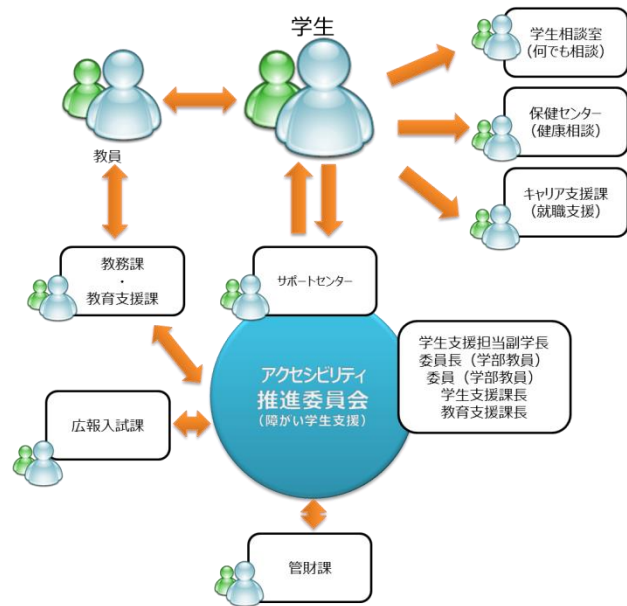 学生
学生相談室
(何でも相談)
教員
保健センター
(健康相談)
キャリア支援課
(就職支援)
教務課
・
教育支援課
サポートセンター
アクセシビリティ
推進委員会
(障がい学生支援)
学生支援担当副学長
委員長(学部教員)
委員(学部教員)
学生支援課長
教育支援課長
広報入試課
管財課